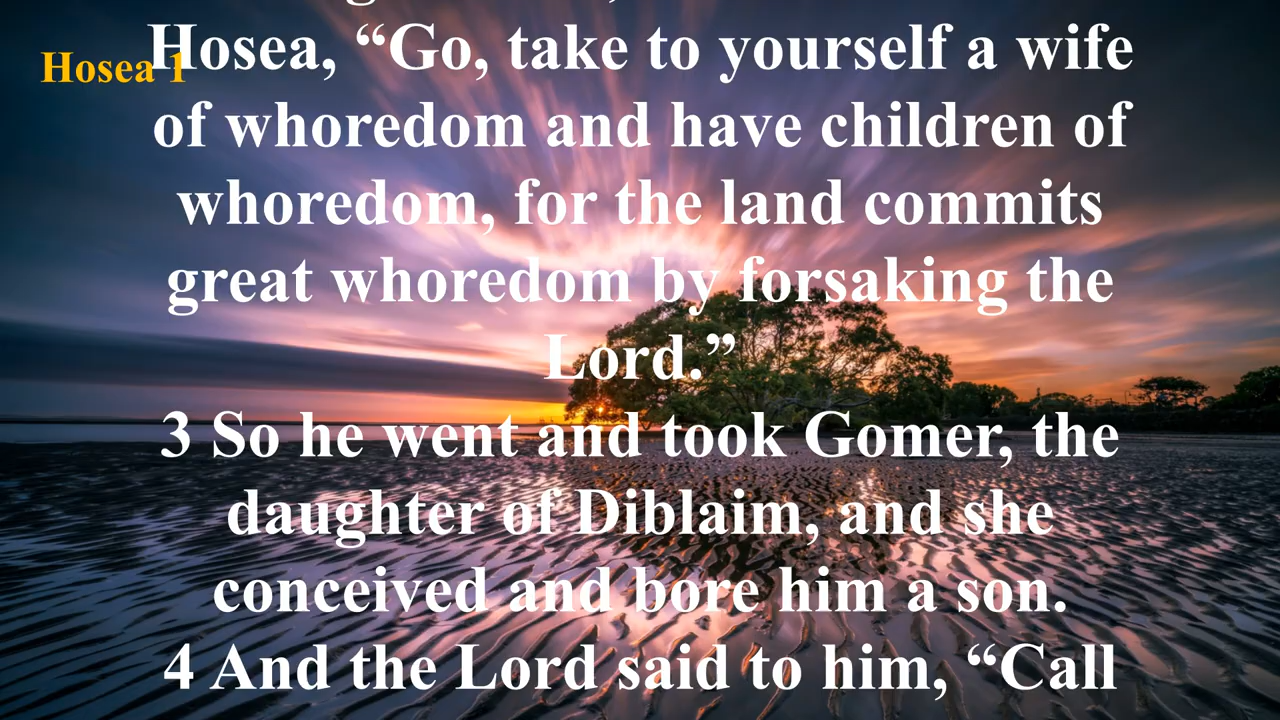 Hosea 1
Hosea, “Go, take to yourself a wife
of whoredom and have children of
whoredom, for the land commits
great whoredom by forsaking the
Lord.”
3 So he went and took Gomer, the
daughter of Diblaim, and she
conceived and bore him a son.
4 And the Lord said to him, “Call